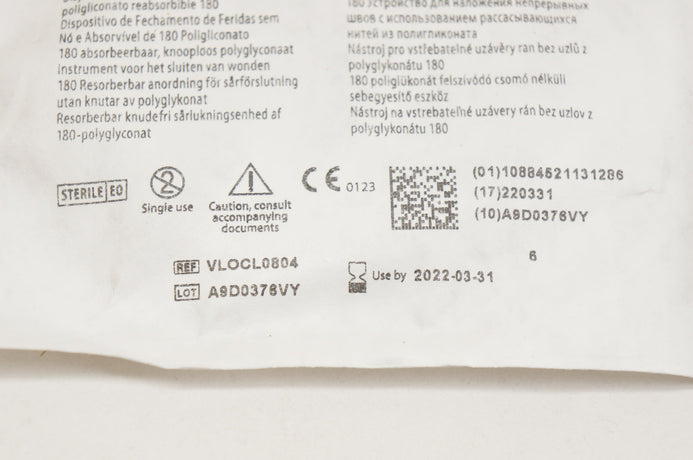 poligliconato reabsorbible 180
Dispositivo de Fechamento de Feridas sem
Nó e Absorvível de 180 Poligliconato
180 absorbeerbaar, knooploos polyglyconaat
instrument voor het sluiten van wonden
180 Resorberbar anordning för sårförslutning
utan knutar av polyglykonat
Resorberbar knudefri sårlukningsenhed af
180-polyglyconat
180 Устройство для наложения непрерывных
швов с использованием рассасывающихся
нитей из полигликоната
Nástroj pro vstřebatelné uzávěry ran bez uzlů z
polyglykonátu 180
180 poliglükonát felszívódó csomó nélküli
sebegyesítő eszköz
Nástroj na vstrebateľné uzávery rán bez uzlov z
polyglykonátu 180
STERILE EO
2
Single use
Caution, consult
accompanying
documents
CE 0123
(01)10884521131286
(17)220331
(10)A9D0376VY
6
REF VLOCL0804
LOT A9D0376VY
Use by 2022-03-31